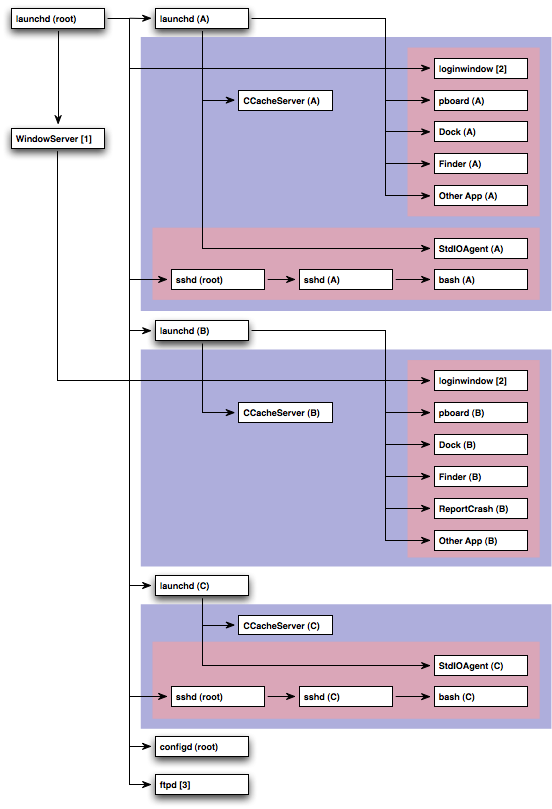 launchd (root)
launchd (A)
loginwindow [2]
CCacheServer (A)
pboard (A)
WindowServer [1]
Dock (A)
Finder (A)
Other App (A)
StdIOAgent (A)
sshd (root)
sshd (A)
bash (A)
launchd (B)
loginwindow [2]
CCacheServer (B)
pboard (B)
Dock (B)
Finder (B)
ReportCrash (B)
Other App (B)
launchd (C)
CCacheServer (C)
StdIOAgent (C)
sshd (root)
sshd (C)
bash (C)
configd (root)
ftpd [3]